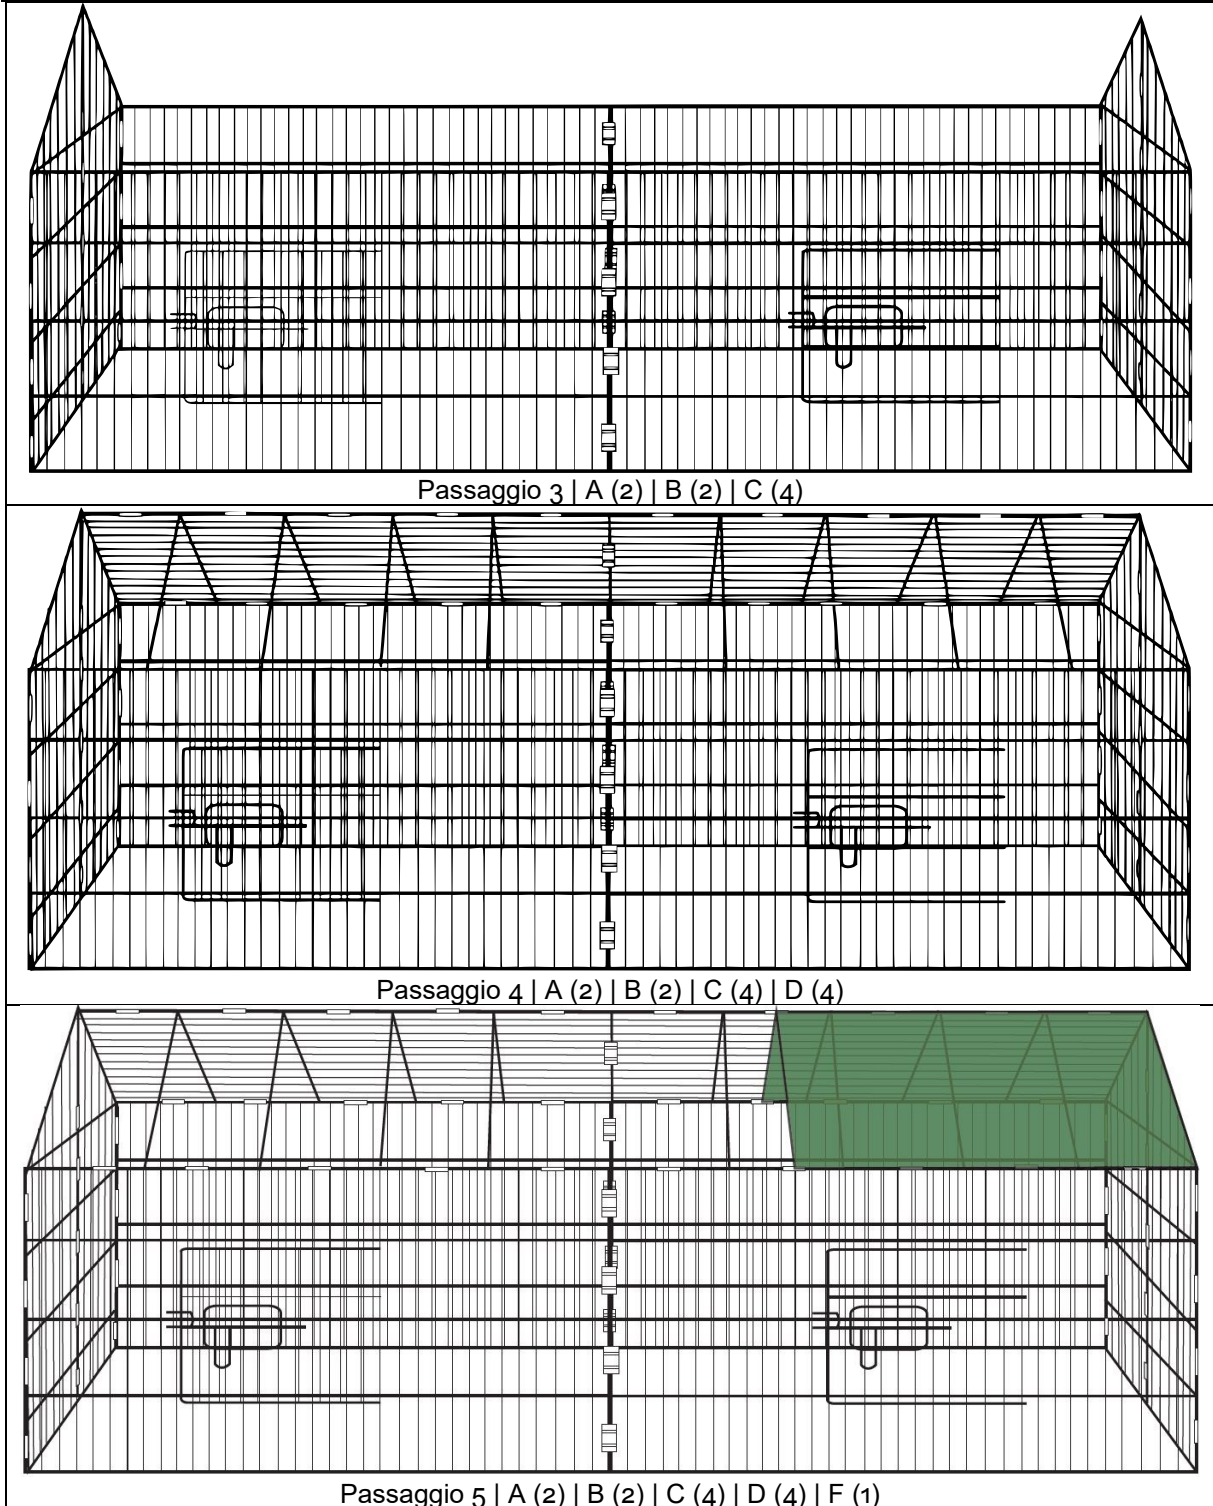 Passaggio 3 | A (2) | B (2) | C (4)
Passaggio 4 | A (2) | B (2) | C (4) | D (4)
Passaggio 5 | A (2) | B (2) | C (4) | D (4) | F (1)